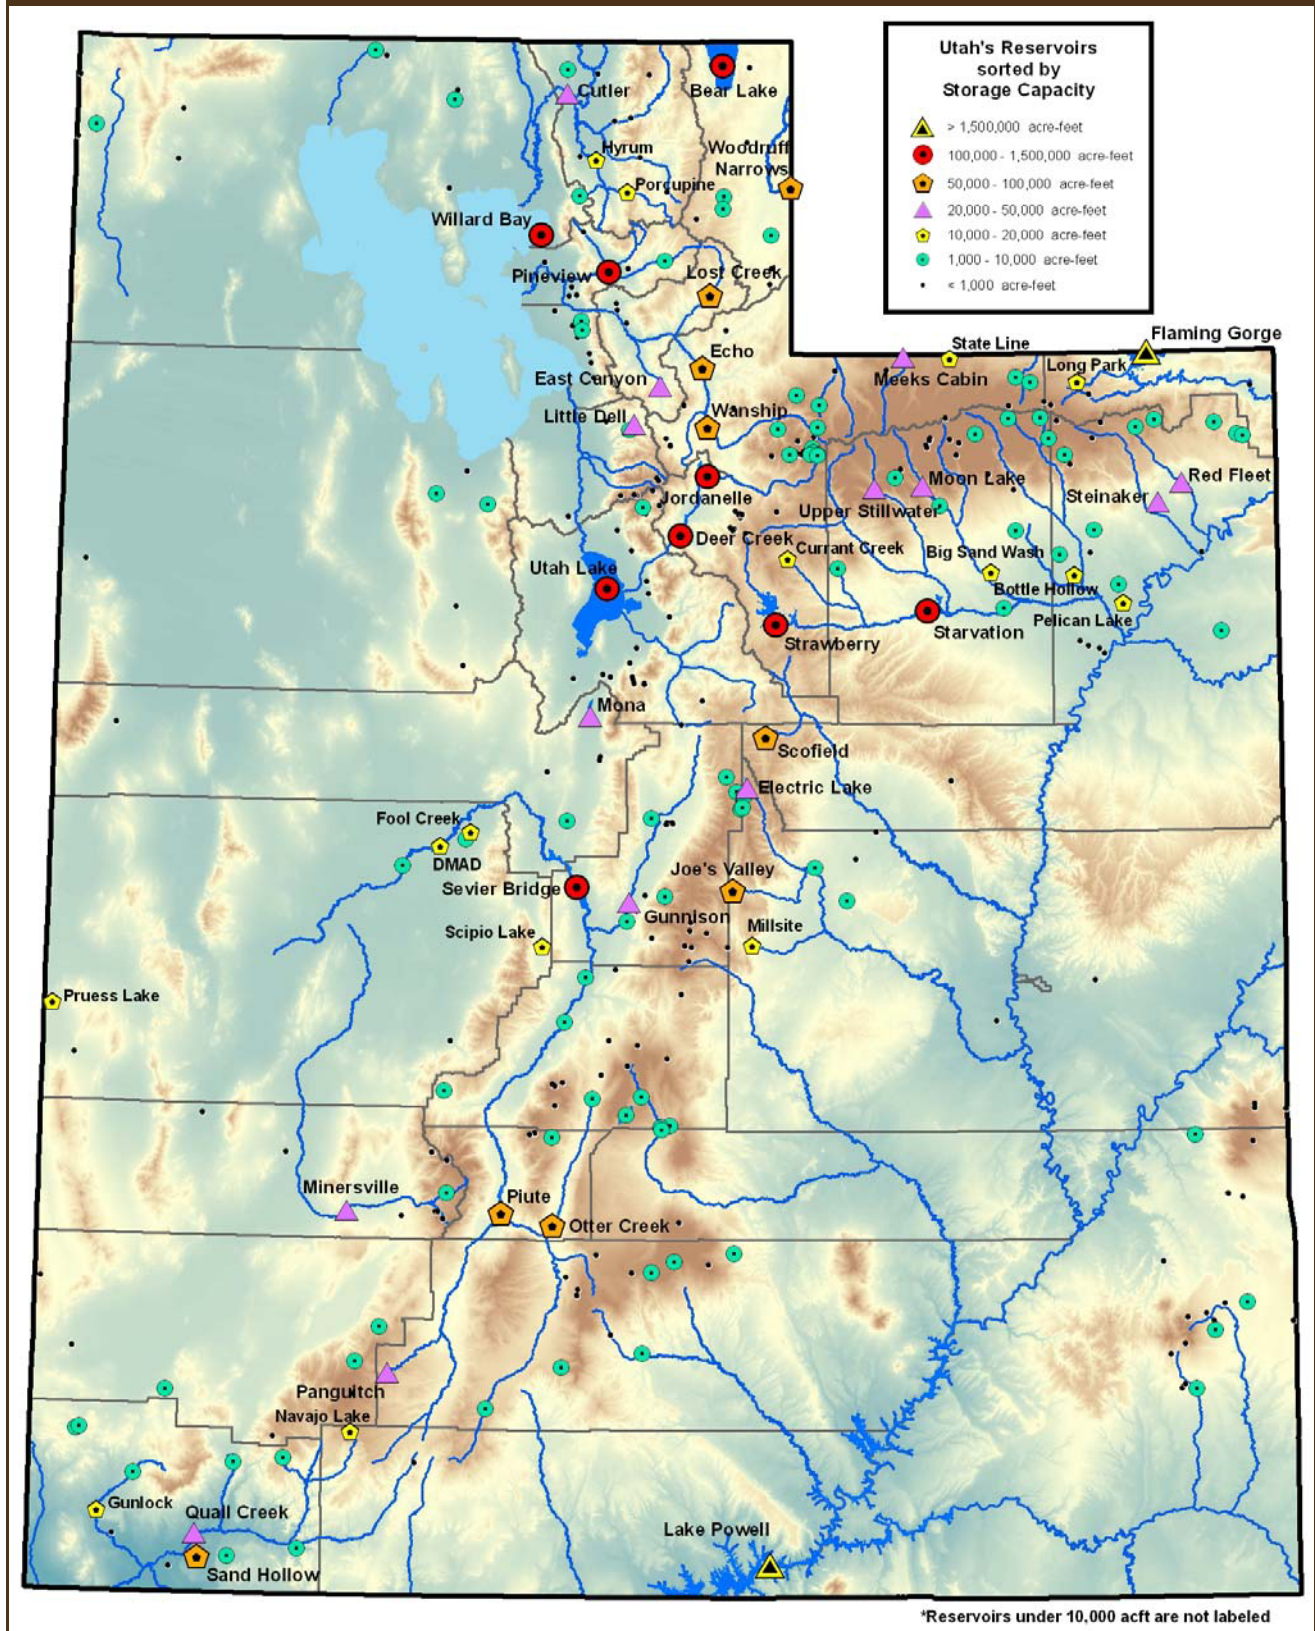 Utah's Reservoirs
sorted by
Storage Capacity
> 1,500,000 acre-feet
100,000 - 1,500,000 acre-feet
50,000 - 100,000 acre-feet
20,000 - 50,000 acre-feet
10,000 - 20,000 acre-feet
1,000 - 10,000 acre-feet
< 1,000 acre-feet
Cutler
Bear Lake
Hyrum
Woodruff
Narrows
Porcupine
Willard Bay
Pineview
Lost Creek
Flaming Gorge
State Line
Echo
Long Park
East Canyon
Meeks Cabin
Little Dell
Wanship
Red Fleet
Moon Lake
Steinaker
Jordanelle
Upper Stillwater
Deer Creek
Currant Creek
Big Sand Wash
Utah Lake
Bottle Hollow
Pelican Lake
Starvation
Strawberry
Mona
Scofield
Electric Lake
Fool Creek
DMAD
Joe's Valley
Sevier Bridge
Gunnison
Millsite
Scipio Lake
Pruess Lake
Minersville
Piute
Otter Creek
Panguitch
Navajo Lake
Gunlock
Quail Creek
Lake Powell
Sand Hollow
*Reservoirs under 10,000 acft are not labeled